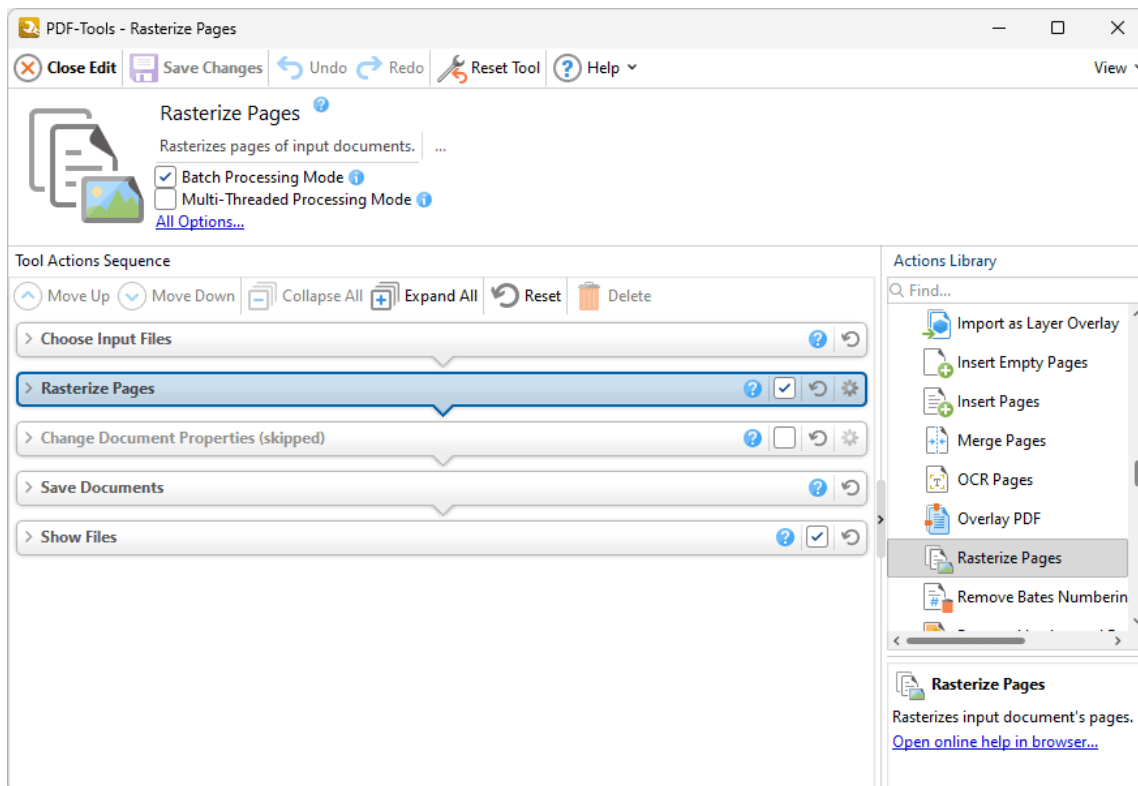 PDF-Tools - Rasterize Pages
Close Edit Save Changes Undo Redo Reset Tool ? Help View
Rasterize Pages ?
Rasterizes pages of input documents. ...
Batch Processing Mode i
Multi-Threaded Processing Mode i
All Options...
Tool Actions Sequence
Move Up Move Down Collapse All Expand All Reset Delete
Choose Input Files ?
Rasterize Pages ?
Change Document Properties (skipped) ?
Save Documents ?
Show Files ?
Actions Library
Find...
Import as Layer Overlay
Insert Empty Pages
Insert Pages
Merge Pages
OCR Pages
Overlay PDF
Rasterize Pages
Remove Bates Numberin
Rasterize Pages
Rasterizes input document's pages.
Open online help in browser...